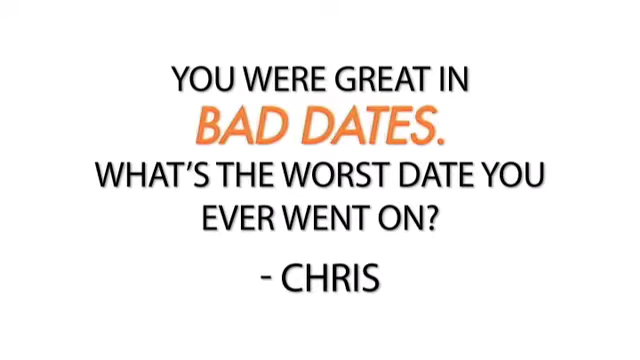 YOU WERE GREAT IN
BAD DATES.
WHAT'S THE WORST DATE YOU
EVER WENT ON?
- CHRIS